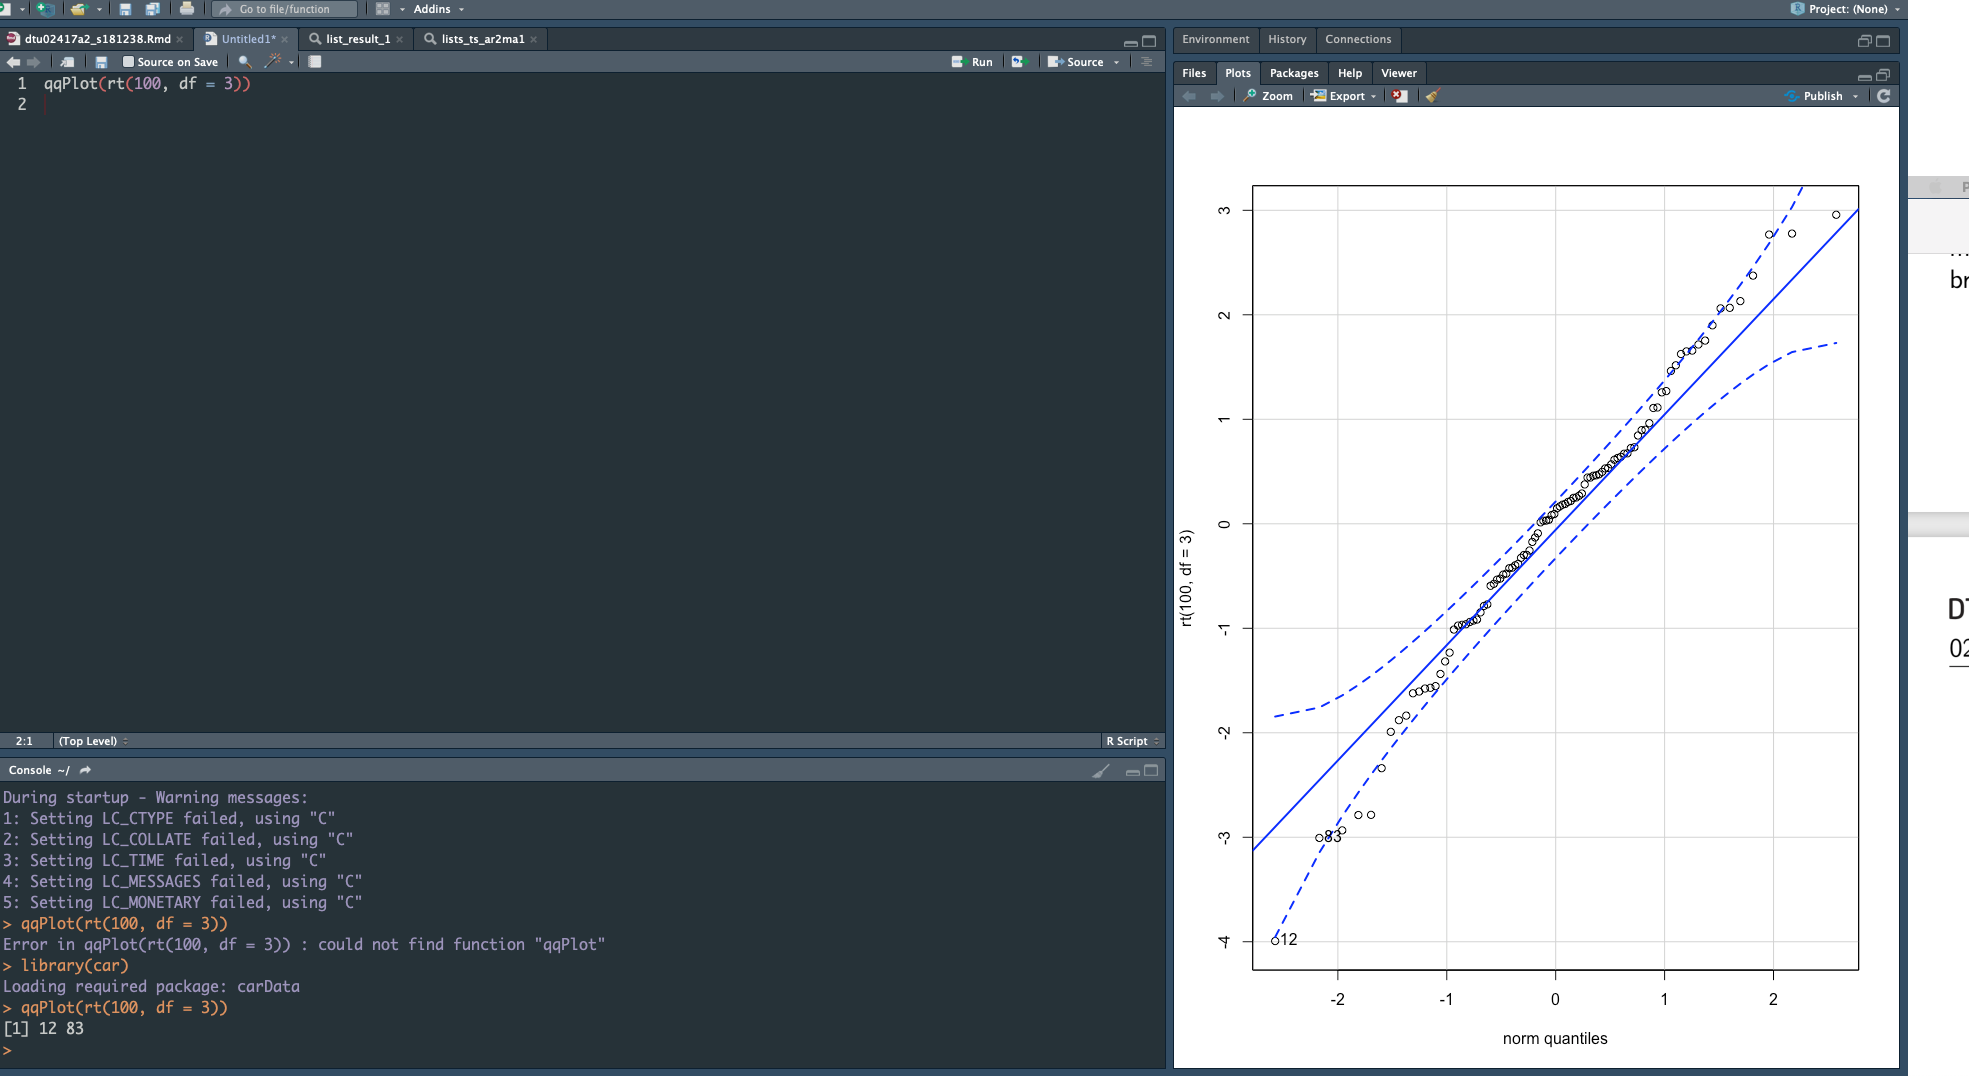 Go to file/function
Addins
Project: (None)
dtu02417a2_s181238.Rmd
Untitled1*
list_result_1
lists_ts_ar2ma1
Source on Save
Run
Source
1 qqPlot(rt(100, df = 3))
2
2:1
(Top Level)
R Script
Console ~/
During startup - Warning messages:
1: Setting LC_CTYPE failed, using "C"
2: Setting LC_COLLATE failed, using "C"
3: Setting LC_TIME failed, using "C"
4: Setting LC_MESSAGES failed, using "C"
5: Setting LC_MONETARY failed, using "C"
> qqPlot(rt(100, df = 3))
Error in qqPlot(rt(100, df = 3)) : could not find function "qqPlot"
> library(car)
Loading required package: carData
> qqPlot(rt(100, df = 3))
[1] 12 83
>
Environment
History
Connections
Files
Plots
Packages
Help
Viewer
Zoom
Export
Publish
3
2
1
0
-1
-2
-3
-4
rt(100, df = 3)
83
12
-2
-1
0
1
2
norm quantiles
br
02